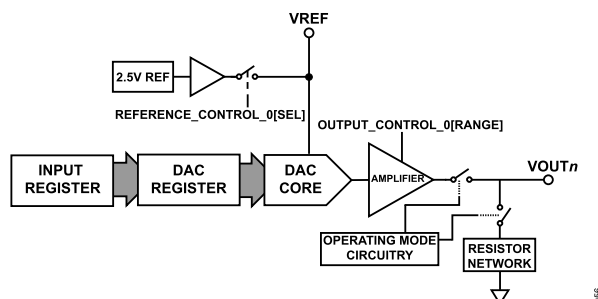 VREF
2.5V REF
REFERENCE_CONTROL_0[SEL]
OUTPUT_CONTROL_0[RANGE]
INPUT
REGISTER
DAC
REGISTER
DAC
CORE
AMPLIFIER
VOUTn
OPERATING MODE
CIRCUITRY
RESISTOR
NETWORK